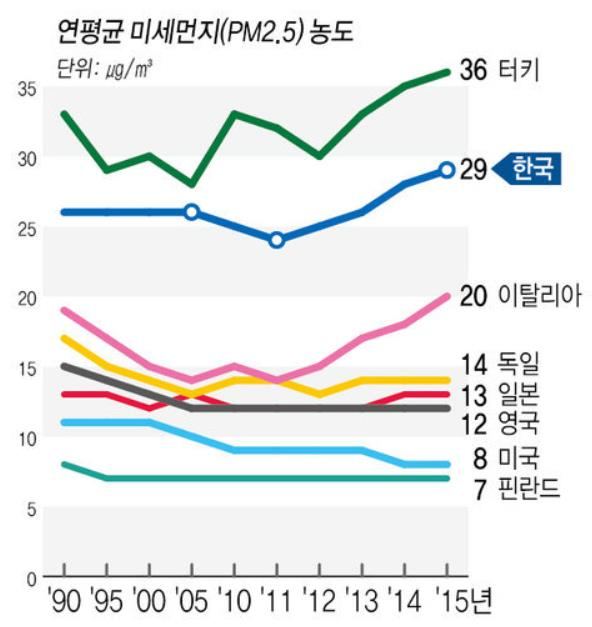 연평균 미세먼지(PM2.5) 농도
단위: ㎍/㎥
35
30
25
20
15
10
5
0
36 터키
29 한국
20 이탈리아
14 독일
13 일본
12 영국
8 미국
7 핀란드
'90 '95 '00 '05 '10 '11 '12 '13 '14 '15년